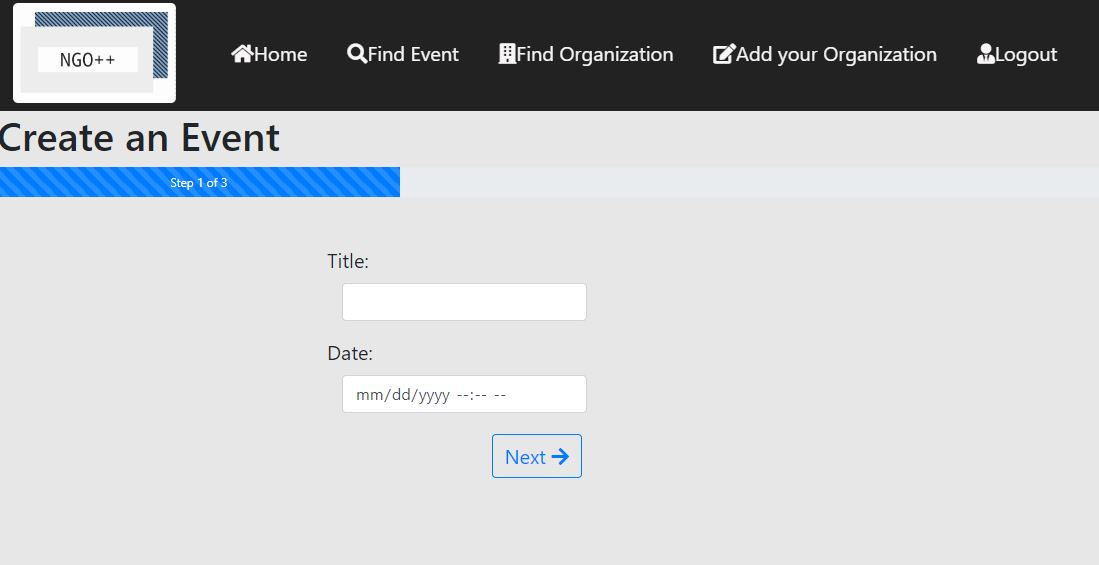 NGO++
Home Find Event Find Organization Add your Organization Logout
Create an Event
Step 1 of 3
Title:
Date:
mm/dd/yyyy --:-- --
Next